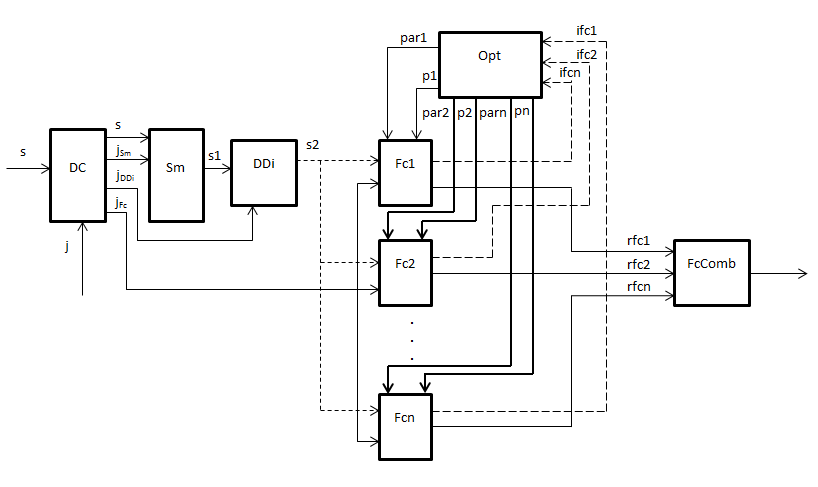 par1
Opt
ifc1
ifc2
ifcn
p1
par2
p2
parn
pn
s
s
DC
jSm
jDDi
jFc
j
Sm
s1
DDi
s2
Fc1
Fc2
.
.
.
Fcn
rfc1
rfc2
rfcn
FcComb